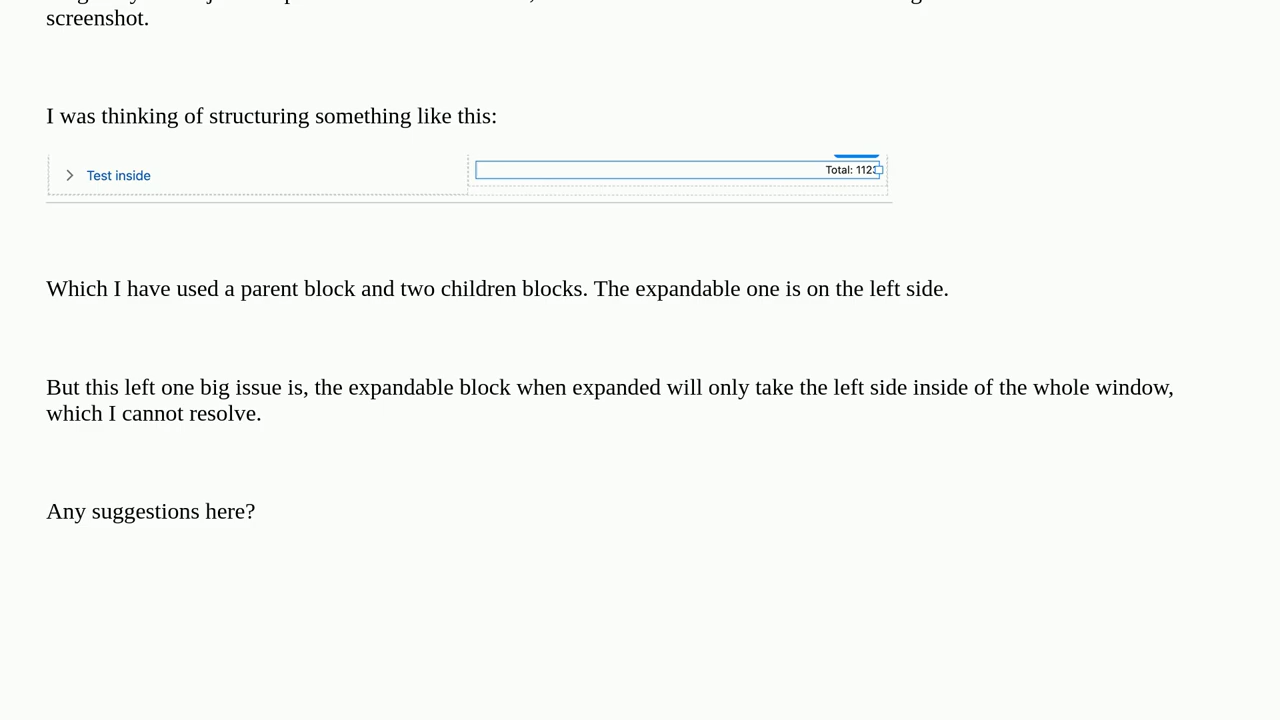 screenshot.
I was thinking of structuring something like this:
Test inside
Total: 112
Which I have used a parent block and two children blocks. The expandable one is on the left side.
But this left one big issue is, the expandable block when expanded will only take the left side inside of the whole window,
which I cannot resolve.
Any suggestions here?